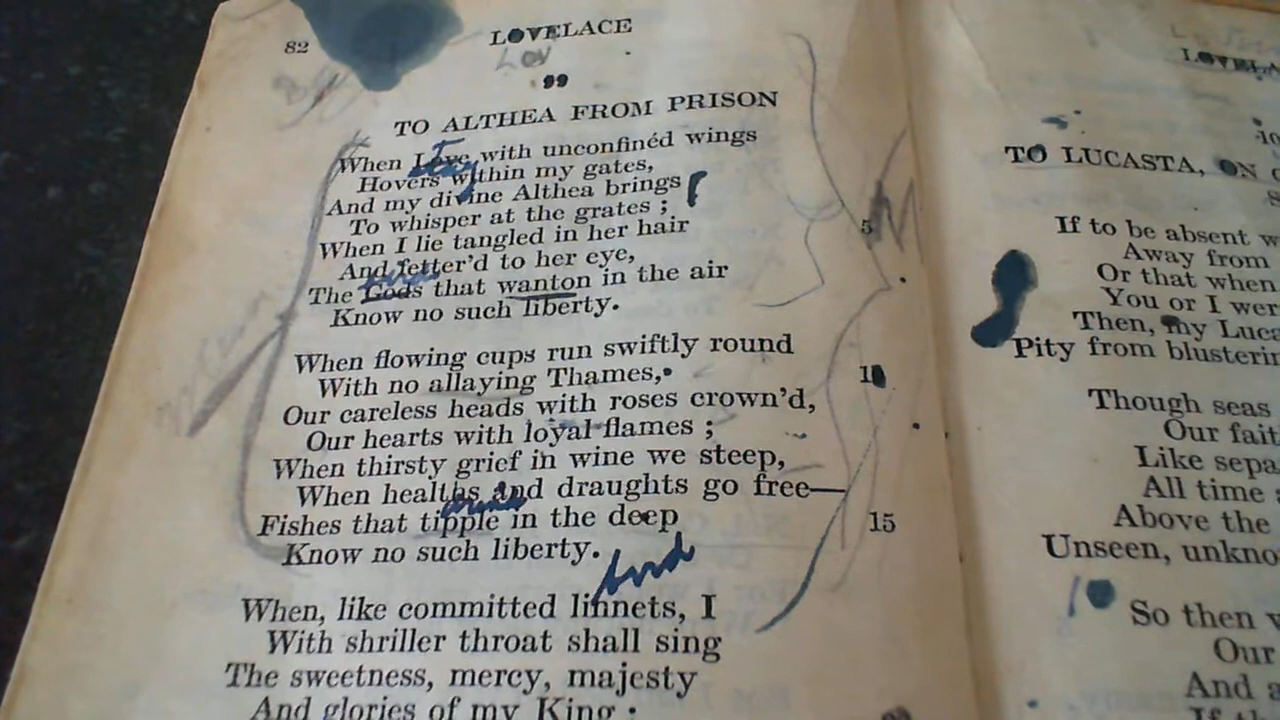 82
LOVELACE
Lov
99
TO ALTHEA FROM PRISON
When Love with unconfinéd wings
Hovers within my gates,
And my divine Althea brings
To whisper at the grates ;
When I lie tangled in her hair
5
And fetter'd to her eye,
The Gods that wanton in the air
Know no such liberty.
When flowing cups run swiftly round
With no allaying Thames,
10
Our careless heads with roses crown'd,
Our hearts with loyal flames ;
When thirsty grief in wine we steep,
When healths and draughts go free—
Fishes that tipple in the deep
15
Know no such liberty.
bird
When, like committed linnets, I
With shriller throat shall sing
The sweetness, mercy, majesty
And glories of my King ;
TO LUCASTA, ON
If to be absent
Away from
Or that when
You or I
Then, my
Pity from
Though seas
Our
Like
All time
Above the
Unseen,
So then
Our
And